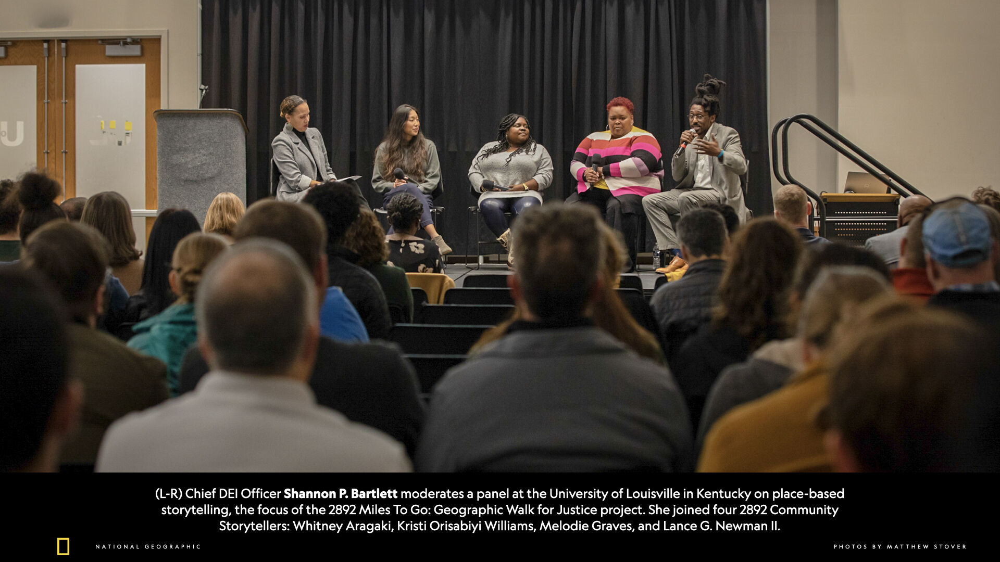 (L-R) Chief DEI Officer Shannon P. Bartlett moderates a panel at the University of Louisville in Kentucky on place-based
storytelling, the focus of the 2892 Miles To Go: Geographic Walk for Justice project. She joined four 2892 Community
Storytellers: Whitney Aragaki, Kristi Orisabiyi Williams, Melodie Graves, and Lance G. Newman II.
NATIONAL GEOGRAPHIC
PHOTOS BY MATTHEW STOVER